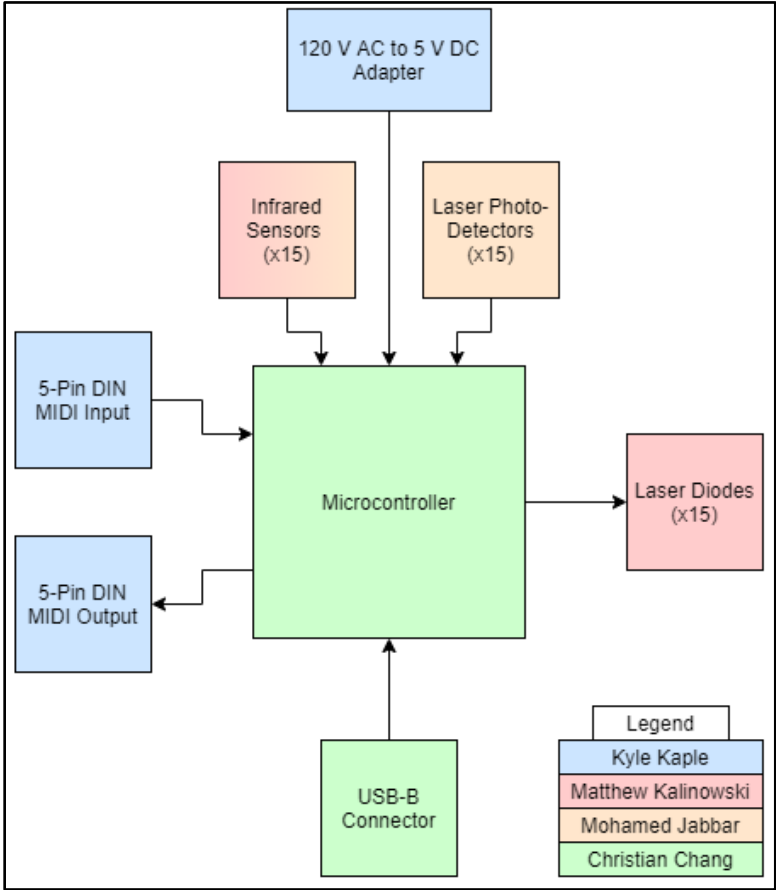 120 V AC to 5 V DC
Adapter
Infrared
Sensors
(x15)
Laser Photo-
Detectors
(x15)
5-Pin DIN
MIDI Input
Microcontroller
Laser Diodes
(x15)
5-Pin DIN
MIDI Output
USB-B
Connector
Legend
Kyle Kaple
Matthew Kalinowski
Mohamed Jabbar
Christian Chang